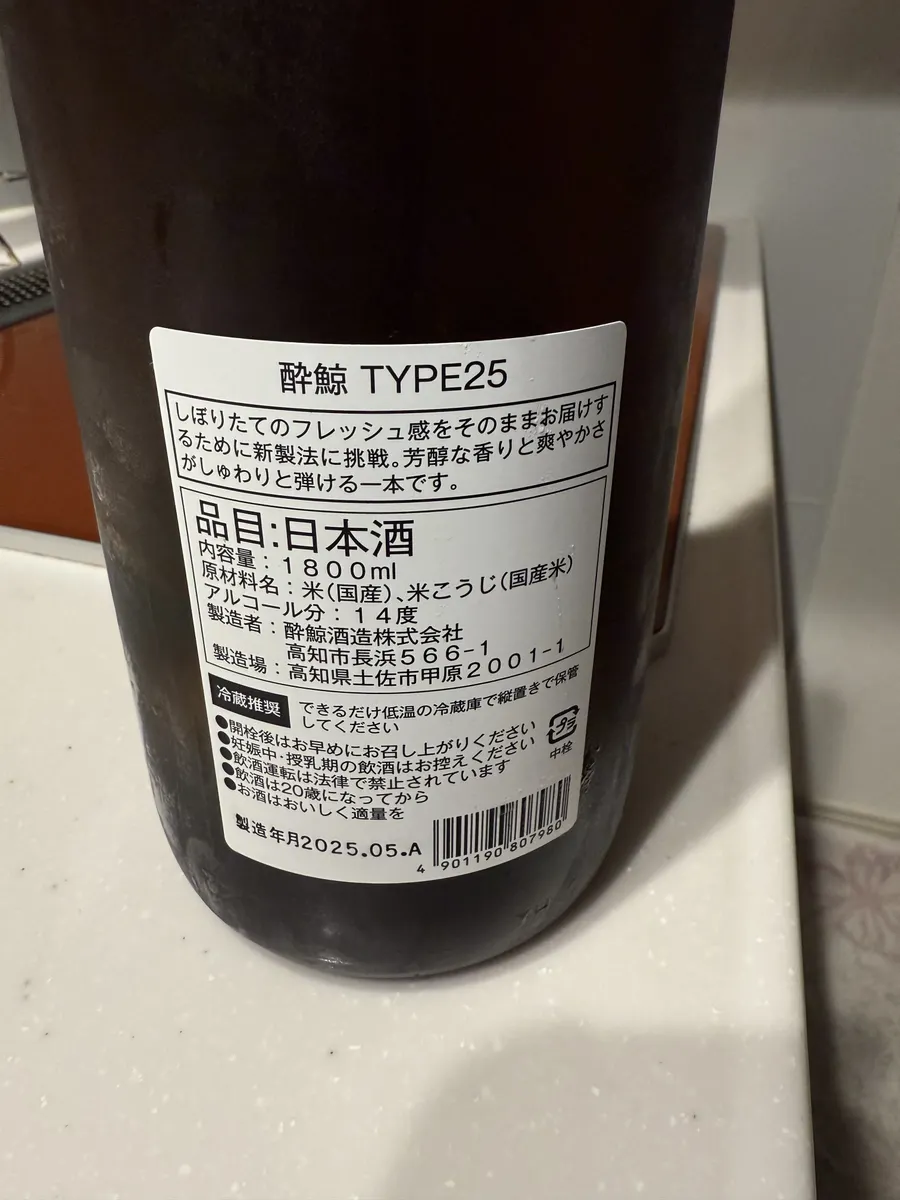 酔鯨 TYPE25
しぼりたてのフレッシュ感をそのままお届けす
るために新製法に挑戦。芳醇な香りと爽やかさ
がしゅわりと弾ける一本です。
品目:日本酒
内容量：１８００ml
原材料名：米(国産)、米こうじ(国産米)
アルコール分：１４度
製造者：酔鯨酒造株式会社
高知市長浜５６６-１
製造場：高知県土佐市甲原２００１-１
冷蔵推奨 できるだけ低温の冷蔵庫で縦置きで保管
してください
●開栓後はお早めにお召し上がりください
●妊娠中・授乳期の飲酒はお控えください
●飲酒運転は法律で禁止されています
●飲酒は20歳になってから
●お酒はおいしく適量を
プラ
中栓
製造年月2025.05.A
4 901190 807980